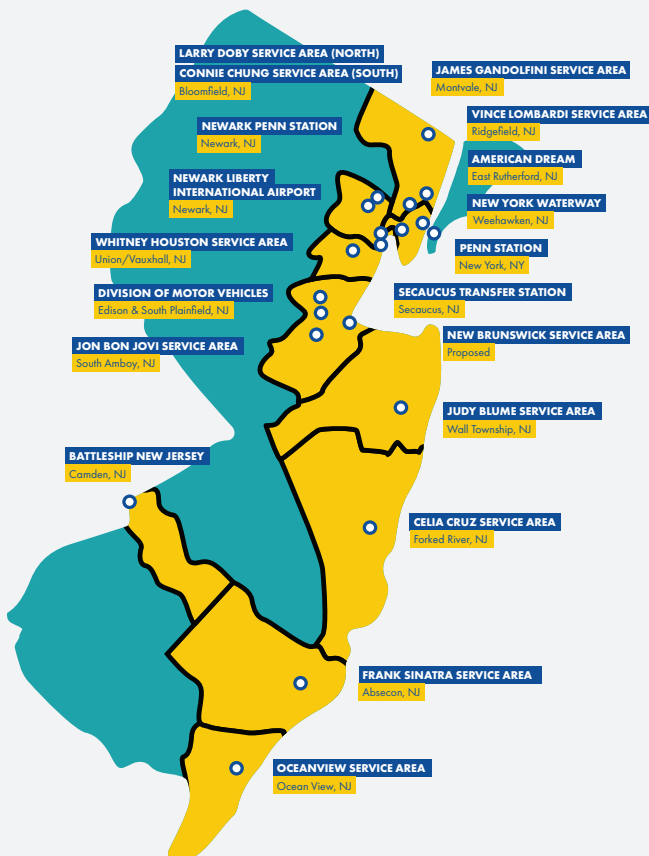 LARRY DOBY SERVICE AREA (NORTH)
CONNIE CHUNG SERVICE AREA (SOUTH)
Bloomfield, NJ
JAMES GANDOLFINI SERVICE AREA
Montvale, NJ
NEWARK PENN STATION
Newark, NJ
VINCE LOMBARDI SERVICE AREA
Ridgefield, NJ
AMERICAN DREAM
East Rutherford, NJ
NEWARK LIBERTY
INTERNATIONAL AIRPORT
Newark, NJ
NEW YORK WATERWAY
Weehawken, NJ
WHITNEY HOUSTON SERVICE AREA
Union/Vauxhall, NJ
PENN STATION
New York, NY
DIVISION OF MOTOR VEHICLES
Edison & South Plainfield, NJ
SECAUCUS TRANSFER STATION
Secaucus, NJ
JON BON JOVI SERVICE AREA
South Amboy, NJ
NEW BRUNSWICK SERVICE AREA
Proposed
JUDY BLUME SERVICE AREA
Wall Township, NJ
BATTLESHIP NEW JERSEY
Camden, NJ
CELIA CRUZ SERVICE AREA
Forked River, NJ
FRANK SINATRA SERVICE AREA
Absecon, NJ
OCEANVIEW SERVICE AREA
Ocean View, NJ